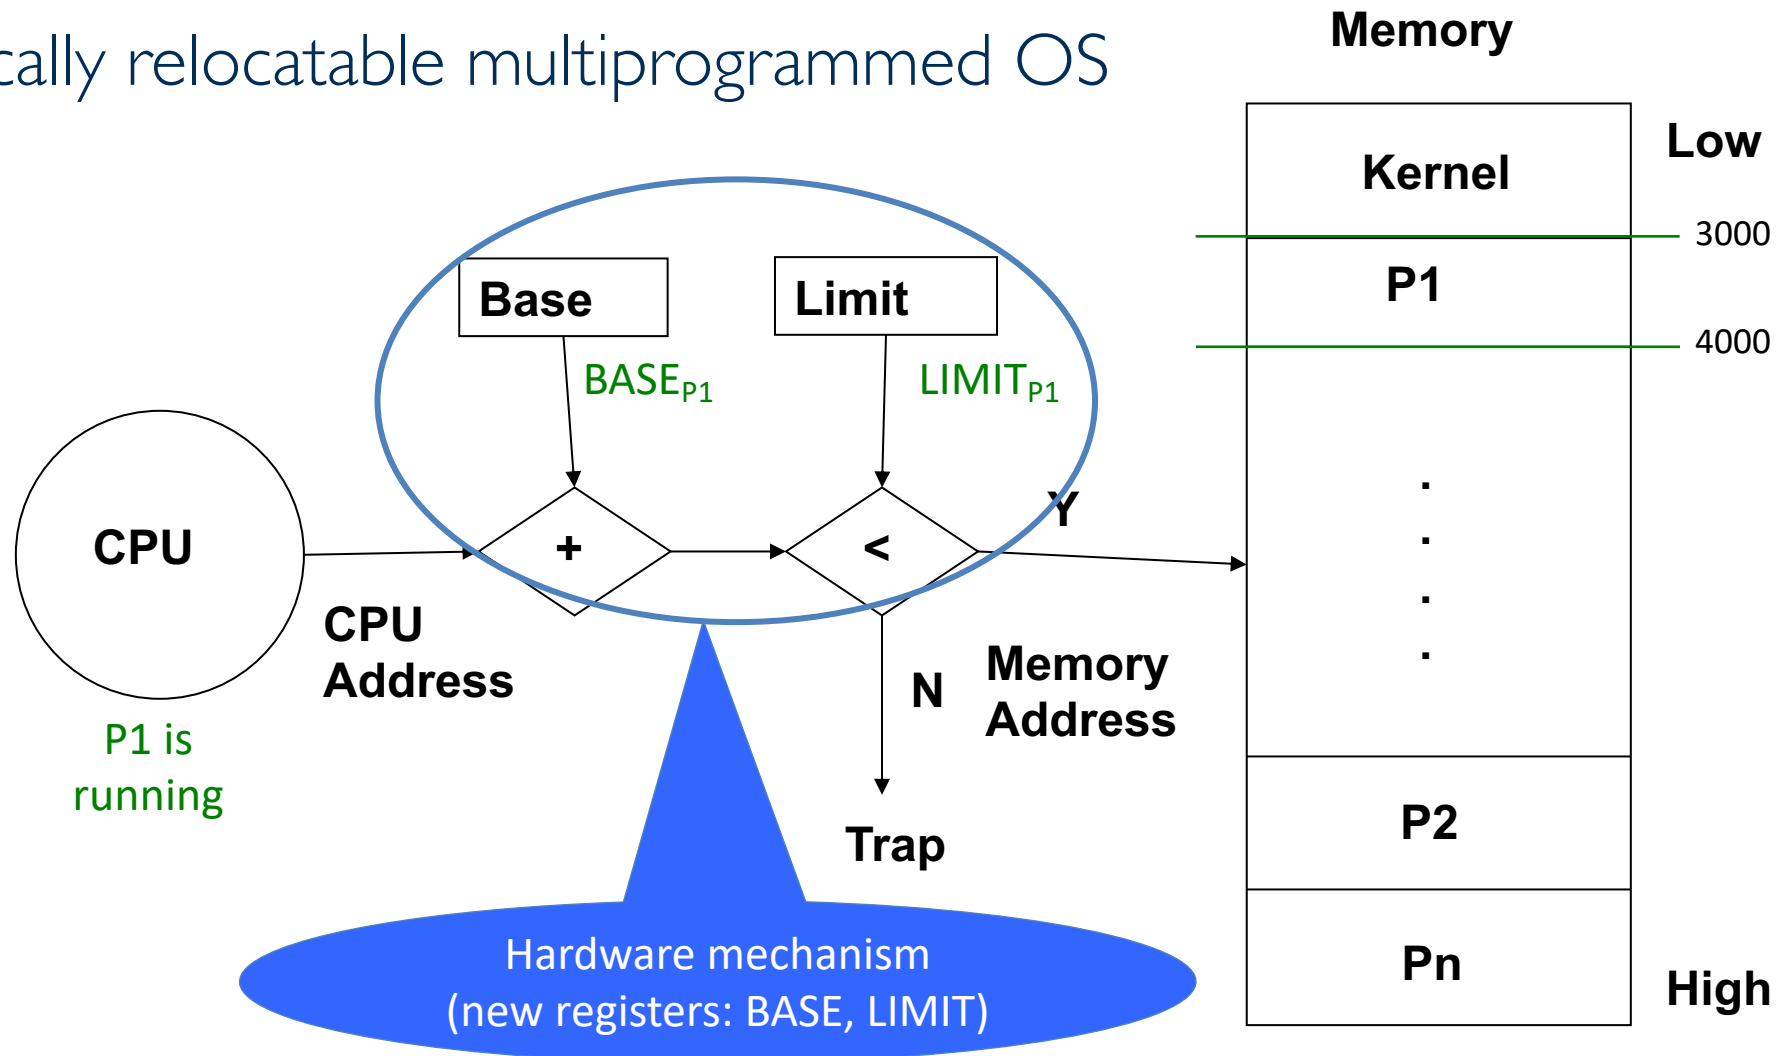 cally relocatable multiprogrammed OS
Memory
Low
Kernel
3000
P1
4000
Base
Limit
BASEP1
LIMITP1
Y
CPU
+
<
CPU
Address
N
Memory
Address
P1 is
running
Trap
.
.
.
.
P2
Pn
High
Hardware mechanism
(new registers: BASE, LIMIT)